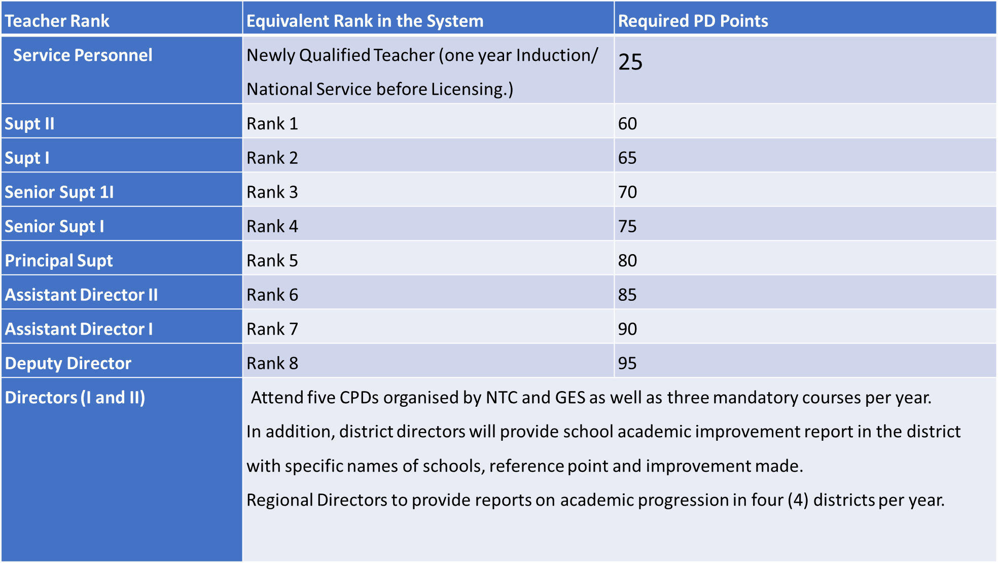 Teacher Rank Equivalent Rank in the System Required PD Points
Service Personnel Newly Qualified Teacher (one year Induction/ 25
National Service before Licensing.)
Supt II Rank 1 60
Supt I Rank 2 65
Senior Supt 1I Rank 3 70
Senior Supt I Rank 4 75
Principal Supt Rank 5 80
Assistant Director II Rank 6 85
Assistant Director I Rank 7 90
Deputy Director Rank 8 95
Directors (I and II) Attend five CPDs organised by NTC and GES as well as three mandatory courses per year.
In addition, district directors will provide school academic improvement report in the district
with specific names of schools, reference point and improvement made.
Regional Directors to provide reports on academic progression in four (4) districts per year.